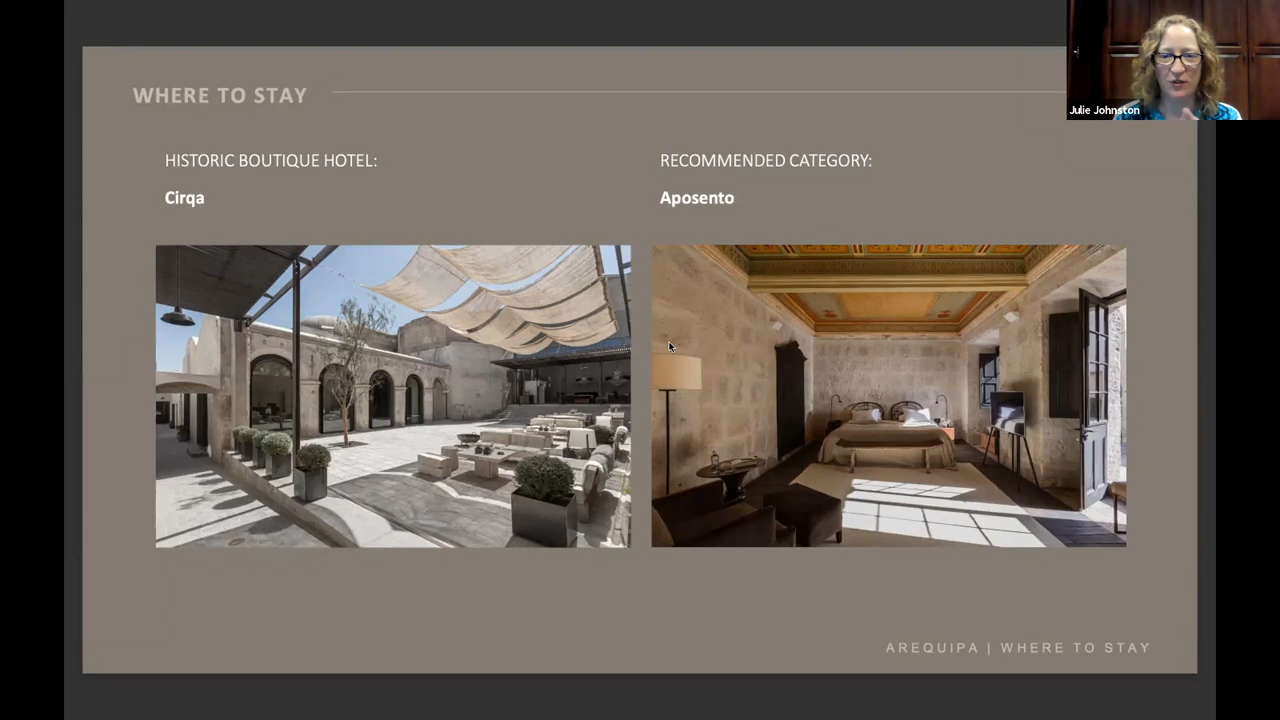 WHERE TO STAY
Julie Johnston
HISTORIC BOUTIQUE HOTEL:
Cirqa
RECOMMENDED CATEGORY:
Aposento
AREQUIPA | WHERE TO STAY